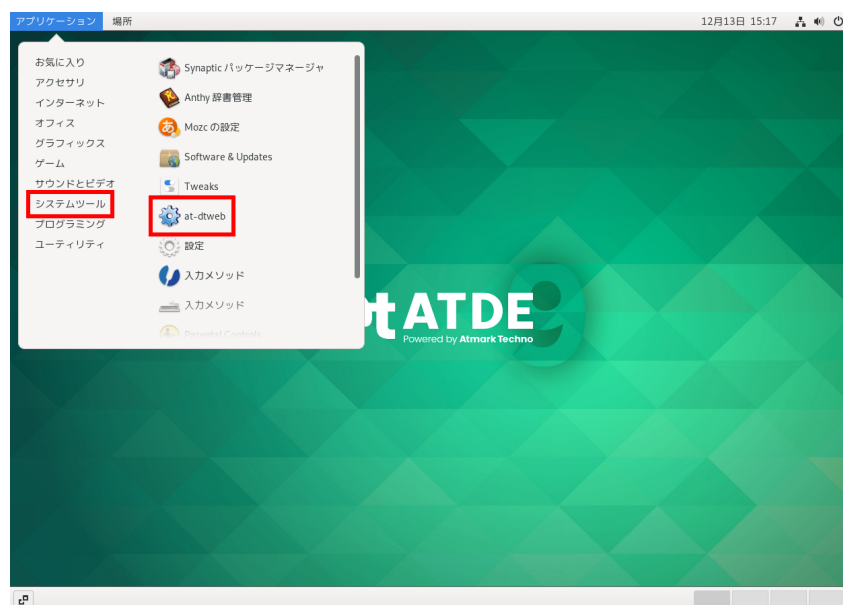 アプリケーション 場所 12月13日 15:17
お気に入り
アクセサリ
インターネット
オフィス
グラフィックス
ゲーム
サウンドとビデオ
システムツール
プログラミング
ユーティリティ
Synaptic パッケージマネージャ
Anthy 辞書管理
Mozc の設定
Software & Updates
Tweaks
at-dtweb
設定
入力メソッド
入力メソッド
Parental Controls
ATDE
Powered by Atmark Techno